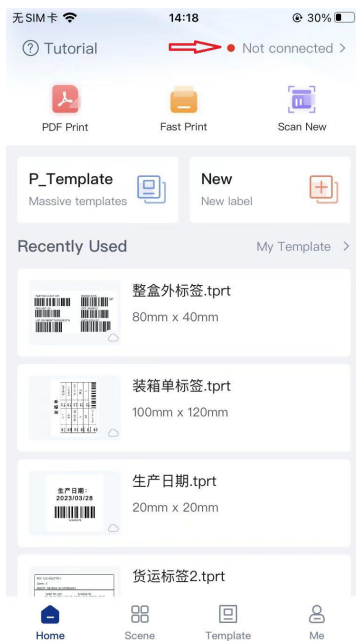 无SIM卡 14:18 30%
Tutorial Not connected >
PDF Print Fast Print Scan New
P_Template New
Massive templates New label
Recently Used My Template >
整盒外标签.tprt
80mm x 40mm
装箱单标签.tprt
100mm x 120mm
生产日期:
2023/03/28
生产日期.tprt
20mm x 20mm
货运标签2.tprt
Home Scene Template Me